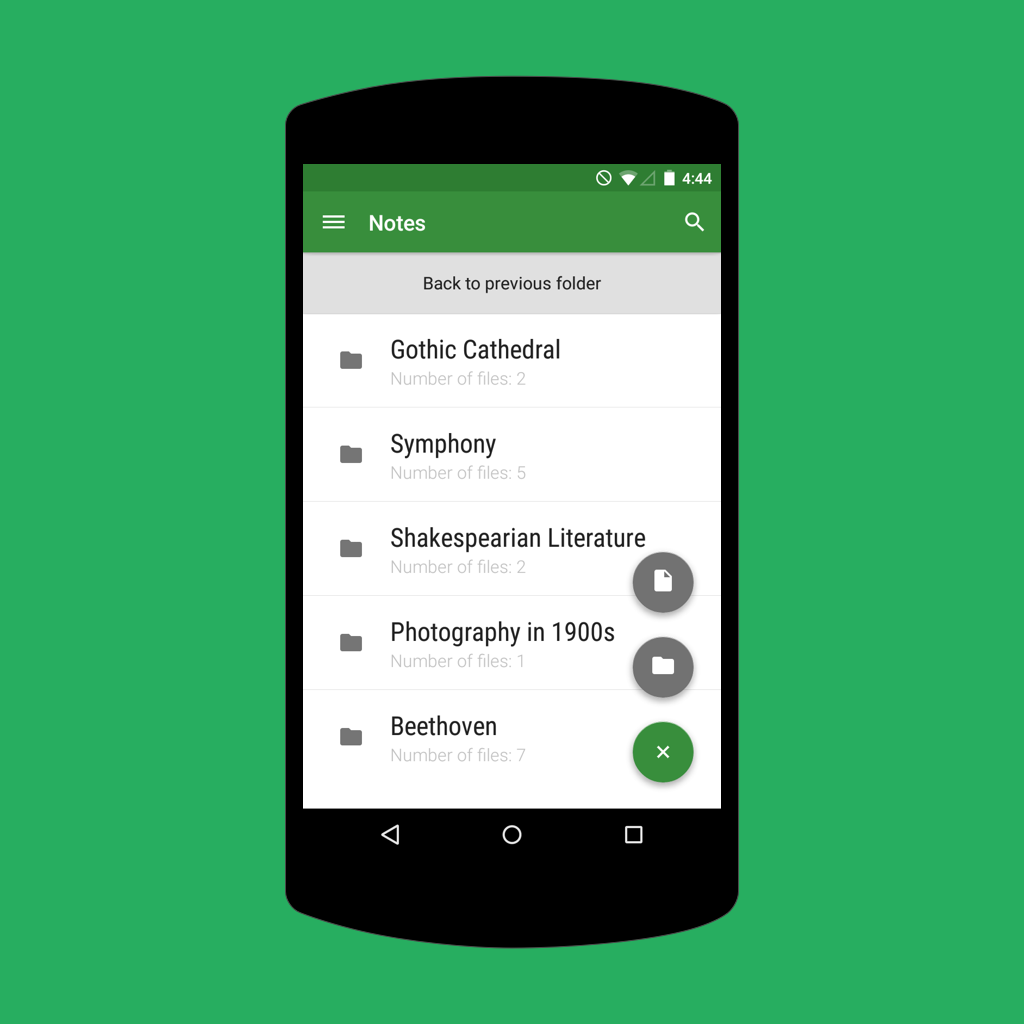 4:44
Notes
Back to previous folder
Gothic Cathedral
Number of files: 2
Symphony
Number of files: 5
Shakespearian Literature
Number of files: 2
Photography in 1900s
Number of files: 1
Beethoven
Number of files: 7